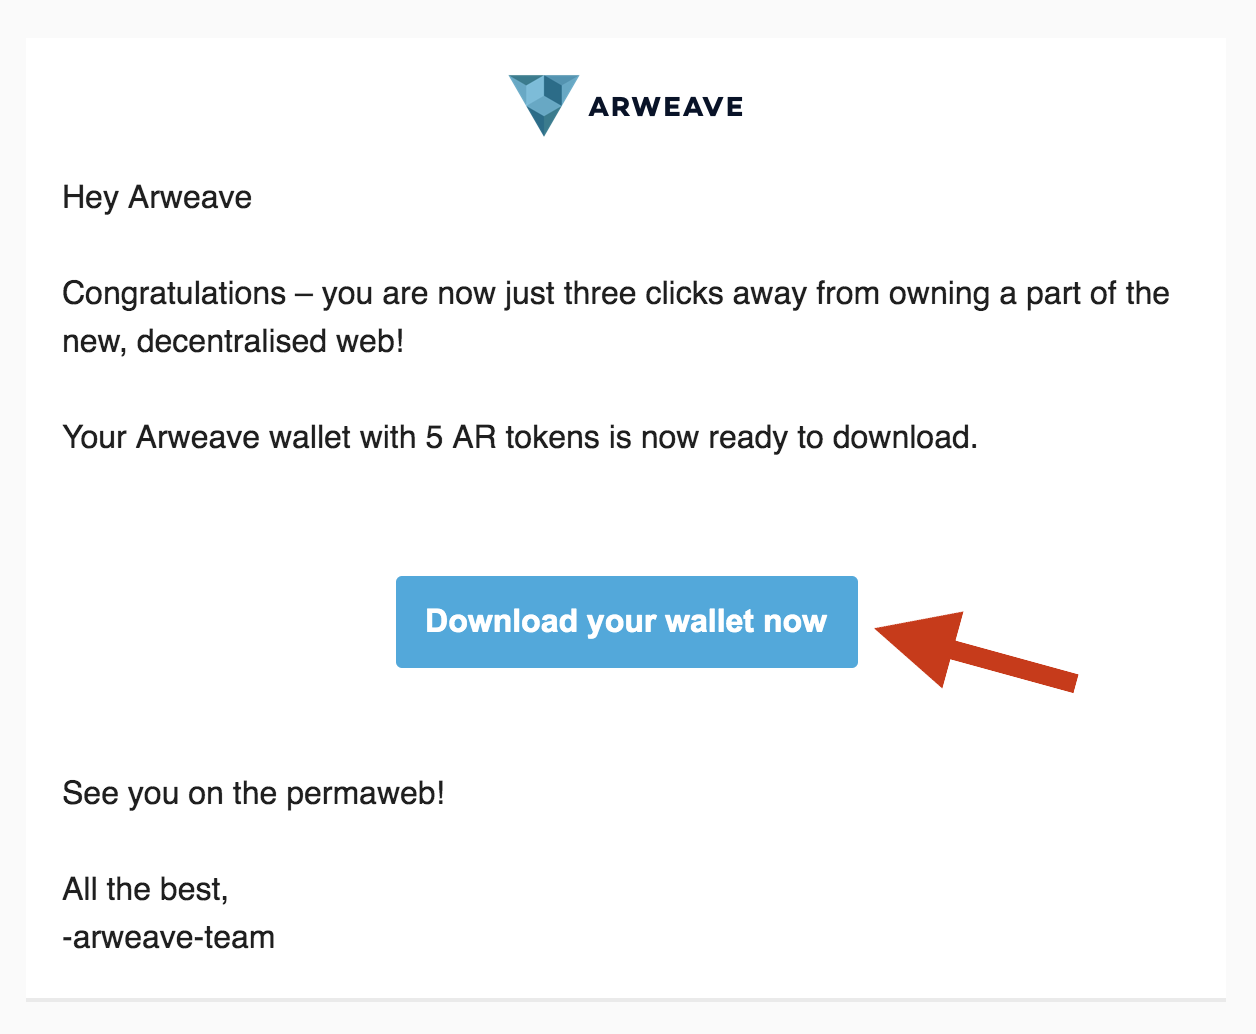 ARWEAVE
Hey Arweave
Congratulations – you are now just three clicks away from owning a part of the
new, decentralised web!
Your Arweave wallet with 5 AR tokens is now ready to download.
Download your wallet now
See you on the permaweb!
All the best,
-arweave-team